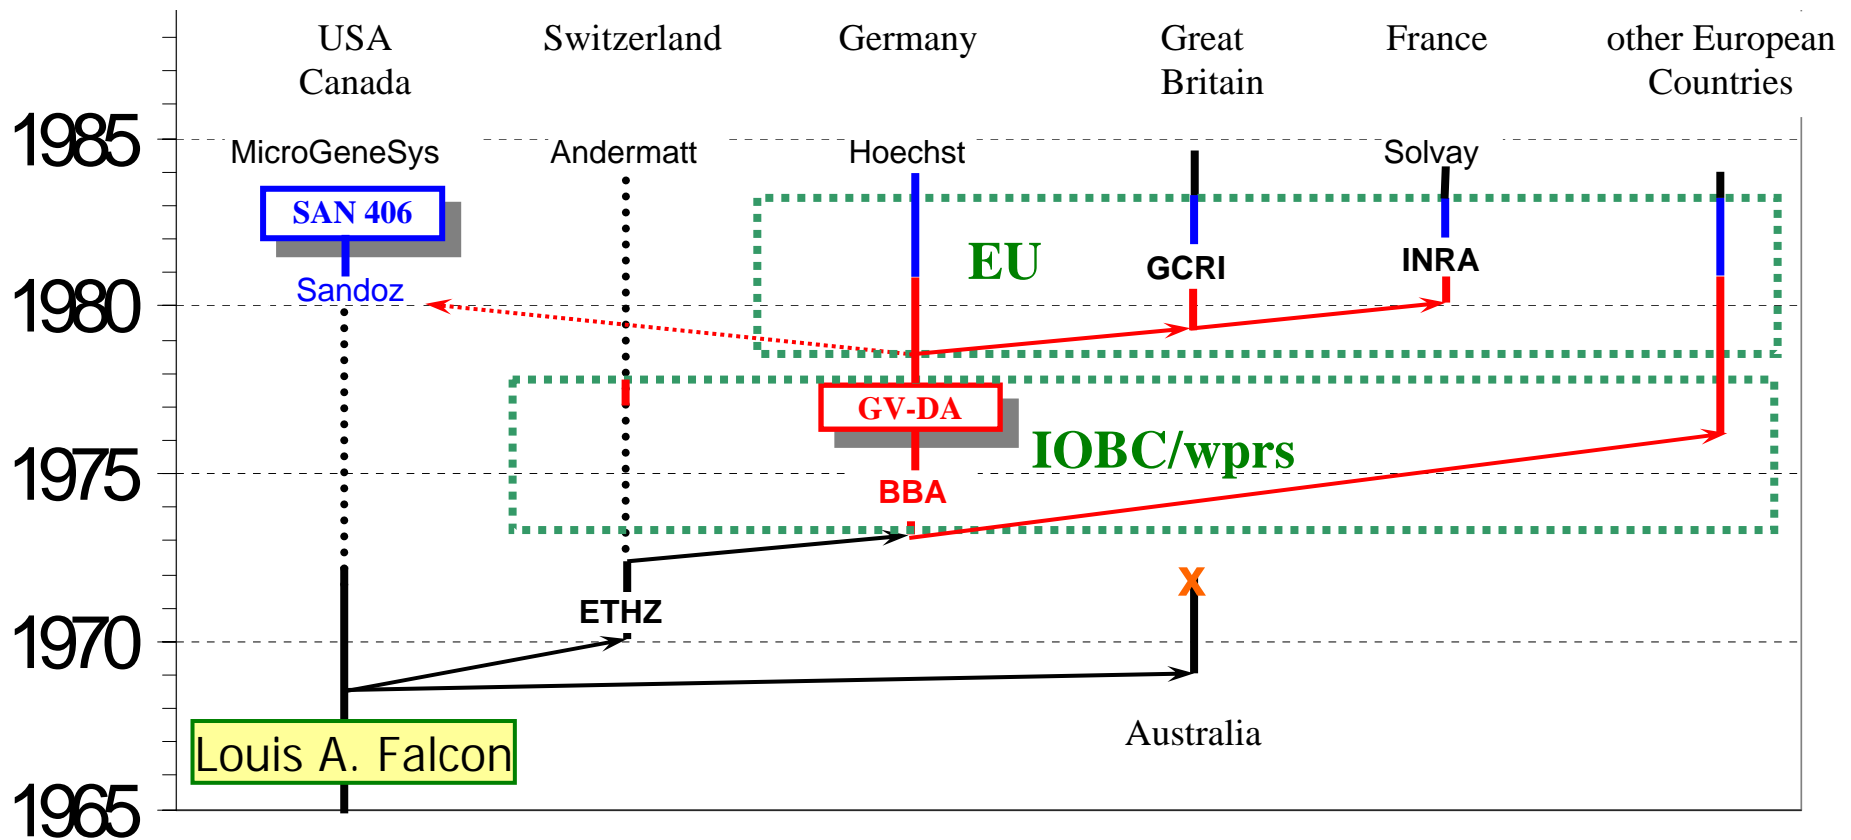 USA
Canada
Switzerland
Germany
Great
Britain
France
other European
Countries
1985
MicroGeneSys
Andermatt
Hoechst
Solvay
SAN 406
EU
GCRI
INRA
Sandoz
1980
GV-DA
IOBC/wprs
1975
BBA
X
ETHZ
1970
Australia
Louis A. Falcon
1965